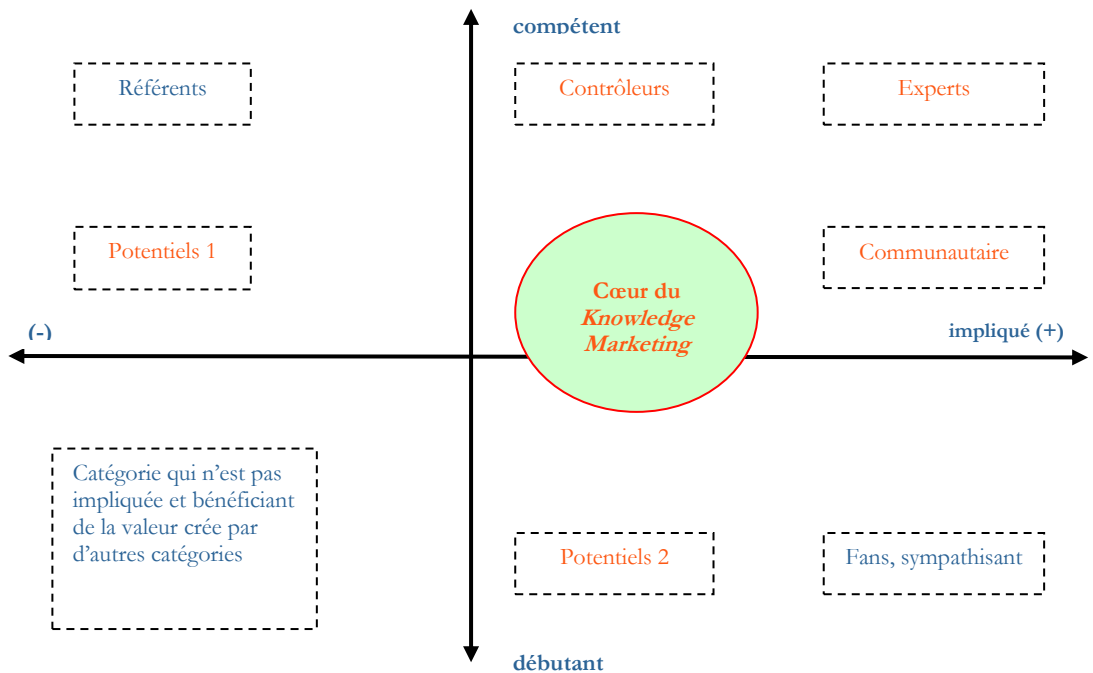 compétent
Référents
Contrôleurs
Experts
Potentiels 1
Communautaire
Cœur du
Knowledge
Marketing
(-)
impliqué (+)
Catégorie qui n’est pas
impliquée et bénéficiant
de la valeur crée par
d’autres catégories
Potentiels 2
Fans, sympathisant
débutant